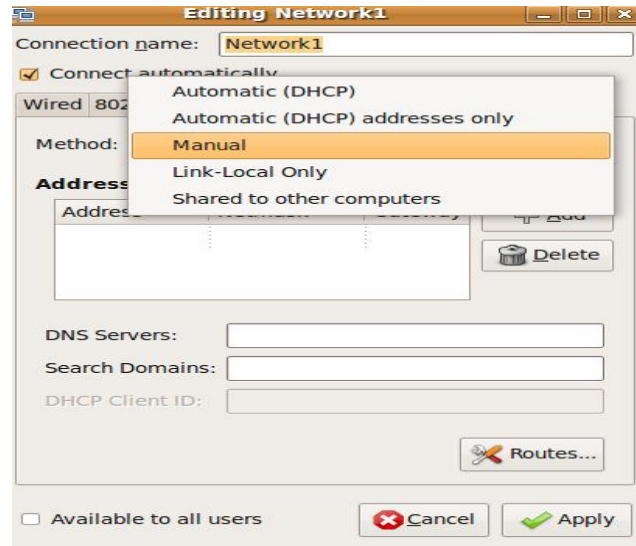 Editing Network1
Connection name: Network1
Connect automatically
Automatic (DHCP)
Wired 802
Automatic (DHCP) addresses only
Method:
Manual
Link-Local Only
Address
Shared to other computers
Address Netmask Gateway Add
Delete
DNS Servers:
Search Domains:
DHCP Client ID:
Routes...
Available to all users Cancel Apply